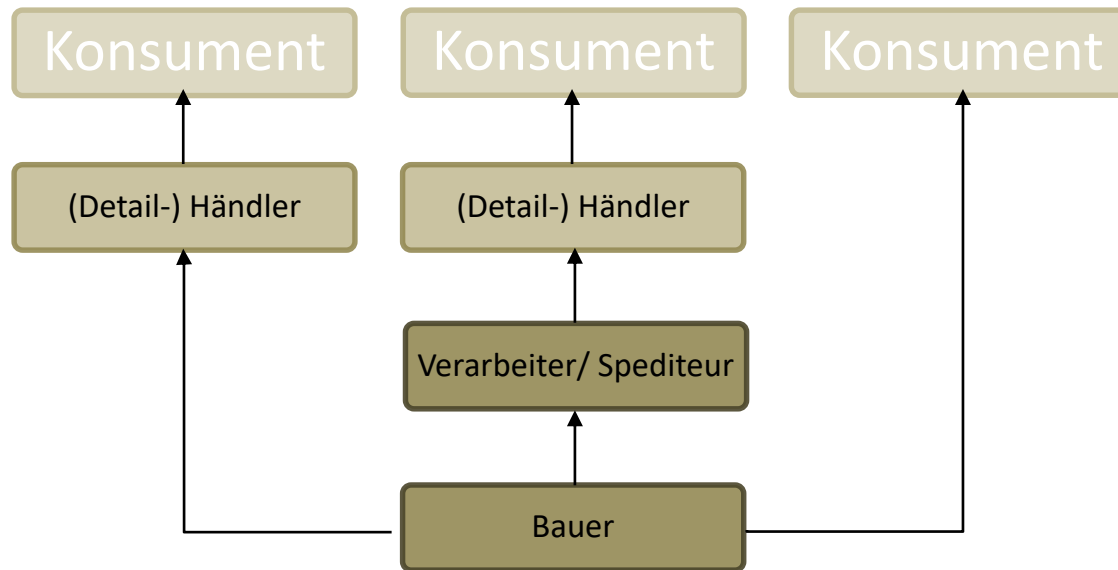 Konsument
Konsument
Konsument
(Detail-) Händler
(Detail-) Händler
Verarbeiter/ Spediteur
Bauer